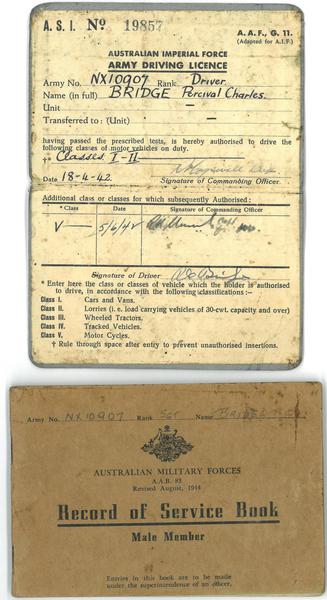 A. S. I. No 19857
A. A. F., G. 11.
(Adapted for A.I.F.)
AUSTRALIAN IMPERIAL FORCE
ARMY DRIVING LICENCE
Army No. NX10907 Rank Driver.
Name (in full) BRIDGE Percival Charles.
Unit —
Transferred to: (Unit) —
having passed the prescribed tests, is hereby authorised to drive the
following classes of motor vehicles on duty.
†* Classes I - II
Date 18-4-42.
Signature of Commanding Officer.
Additional class or classes for which subsequently Authorised:
* Class Date Signature of Commanding Officer
V — 5/6/42
Signature of Driver
* Enter here the class or classes of vehicle which the holder is authorised
to drive, in accordance with the following classifications:—
Class I. Cars and Vans.
Class II. Lorries (i.e. load carrying vehicles of 30-cwt. capacity and over)
Class III. Wheeled Tractors.
Class IV. Tracked Vehicles.
Class V. Motor Cycles.
† Rule through space after entry to prevent unauthorised insertions.
Army No. NX10907 Rank Sgt Name BRIDGE P.C.
AUSTRALIAN MILITARY FORCES
A.A.B. 83
Revised August, 1944
Record of Service Book
Male Member
Entries in this book are to be made
under the superintendence of an officer.